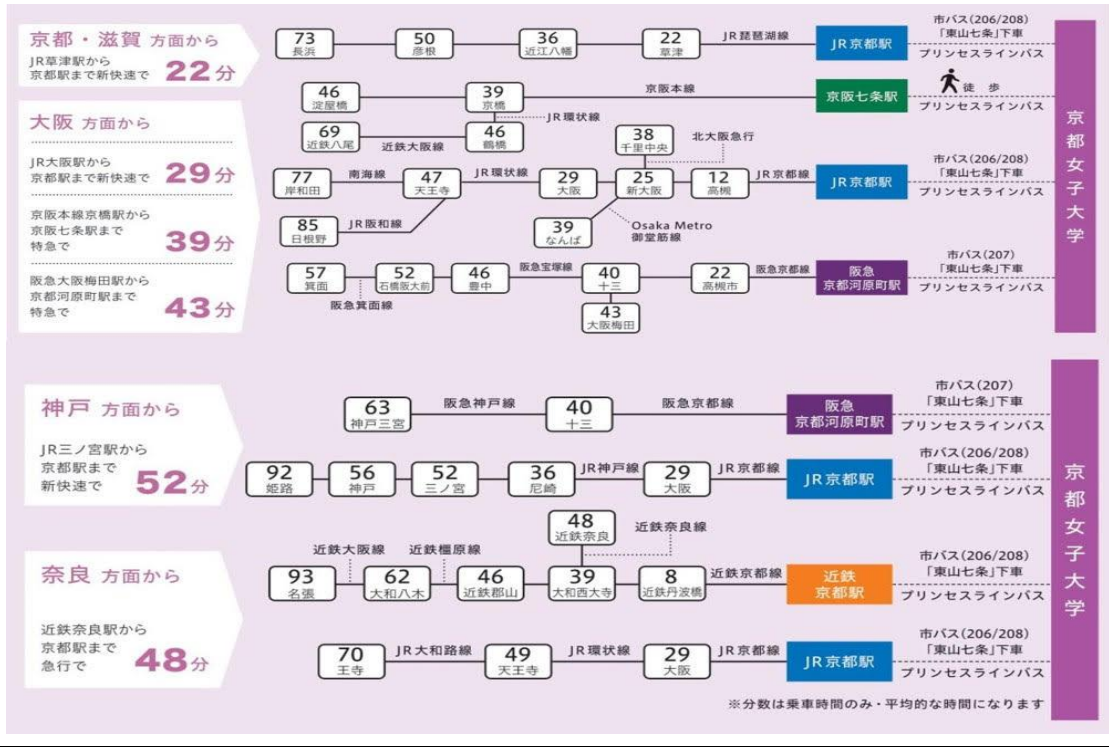 京都・滋賀 方面から
JR草津駅から
京都駅まで新快速で 22分
73
長浜
50
彦根
36
近江八幡
22
草津
JR琵琶湖線
JR京都駅
市バス(206/208)
「東山七条」下車
プリンセスラインバス
大阪 方面から
JR大阪駅から
京都駅まで新快速で 29分
京阪本線京橋駅から
京阪七条駅まで
特急で 39分
阪急大阪梅田駅から
京都河原町駅まで
特急で 43分
46
淀屋橋
39
京橋
京阪本線
京阪七条駅
徒 歩
プリンセスラインバス
JR環状線
69
近鉄八尾
近鉄大阪線
46
鶴橋
38
千里中央
北大阪急行
77
岸和田
南海線
47
天王寺
JR環状線
29
大阪
25
新大阪
12
高槻
JR京都線
JR京都駅
市バス(206/208)
「東山七条」下車
プリンセスラインバス
85
日根野
JR阪和線
39
なんば
Osaka Metro
御堂筋線
57
箕面
阪急箕面線
52
石橋阪大前
46
豊中
阪急宝塚線
40
十三
43
大阪梅田
22
高槻市
阪急京都線
阪急
京都河原町駅
市バス(207)
「東山七条」下車
プリンセスラインバス
京都女子大学
神戸 方面から
JR三ノ宮駅から
京都駅まで
新快速で 52分
63
神戸三宮
阪急神戸線
40
十三
阪急京都線
阪急
京都河原町駅
市バス(207)
「東山七条」下車
プリンセスラインバス
92
姫路
56
神戸
52
三ノ宮
36
尼崎
JR神戸線
29
大阪
JR京都線
JR京都駅
市バス(206/208)
「東山七条」下車
プリンセスラインバス
奈良 方面から
近鉄奈良駅から
京都駅まで
急行で 48分
48
近鉄奈良
近鉄奈良線
93
名張
近鉄大阪線
62
大和八木
近鉄橿原線
46
近鉄郡山
39
大和西大寺
8
近鉄丹波橋
近鉄京都線
近鉄
京都駅
市バス(206/208)
「東山七条」下車
プリンセスラインバス
70
王寺
JR大和路線
49
天王寺
JR環状線
29
大阪
JR京都線
JR京都駅
市バス(206/208)
「東山七条」下車
プリンセスラインバス
京都女子大学
※分数は乗車時間のみ・平均的な時間になります